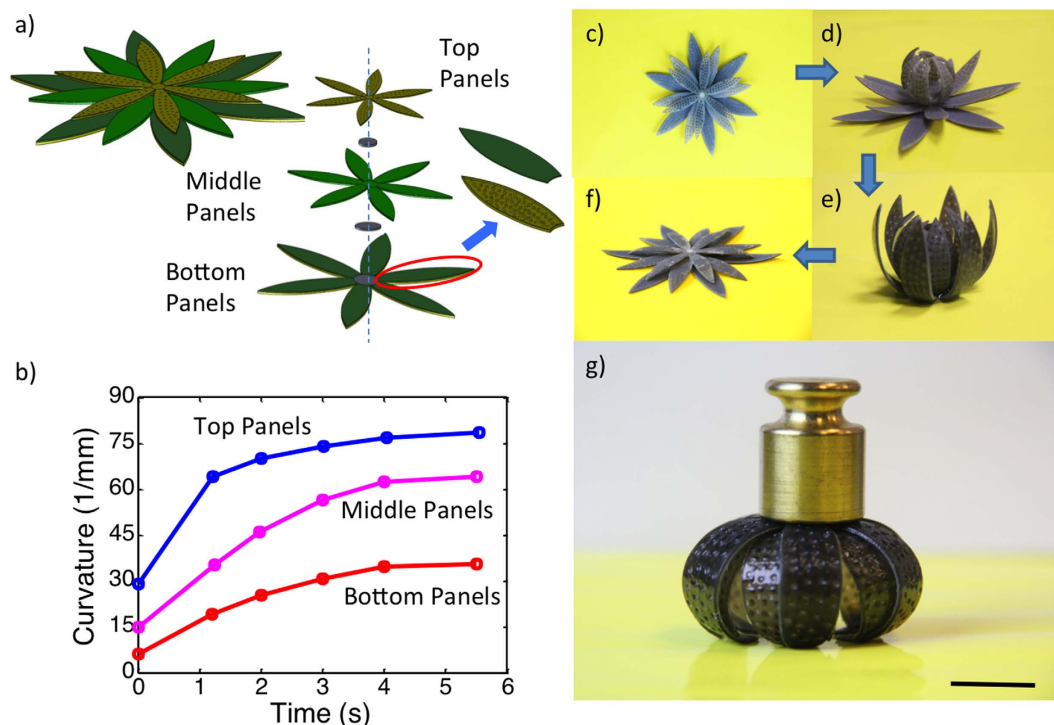 a)
Top
Panels
Middle
Panels
Bottom
Panels
b)
90
75
60
45
30
15
0
Curvature (1/mm)
Top Panels
Middle Panels
Bottom Panels
0 1 2 3 4 5 6
Time (s)
c)
d)
f)
e)
g)